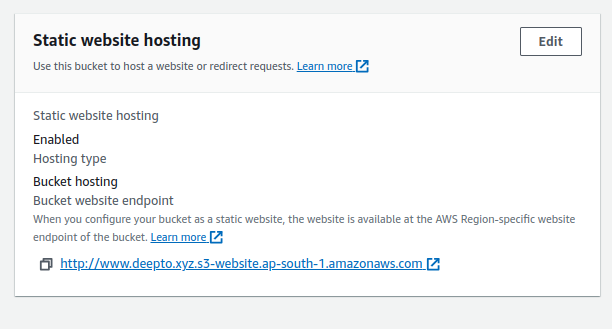 Static website hosting
Edit
Use this bucket to host a website or redirect requests. Learn more
Static website hosting
Enabled
Hosting type
Bucket hosting
Bucket website endpoint
When you configure your bucket as a static website, the website is available at the AWS Region-specific website
endpoint of the bucket. Learn more
http://www.deepto.xyz.s3-website.ap-south-1.amazonaws.com